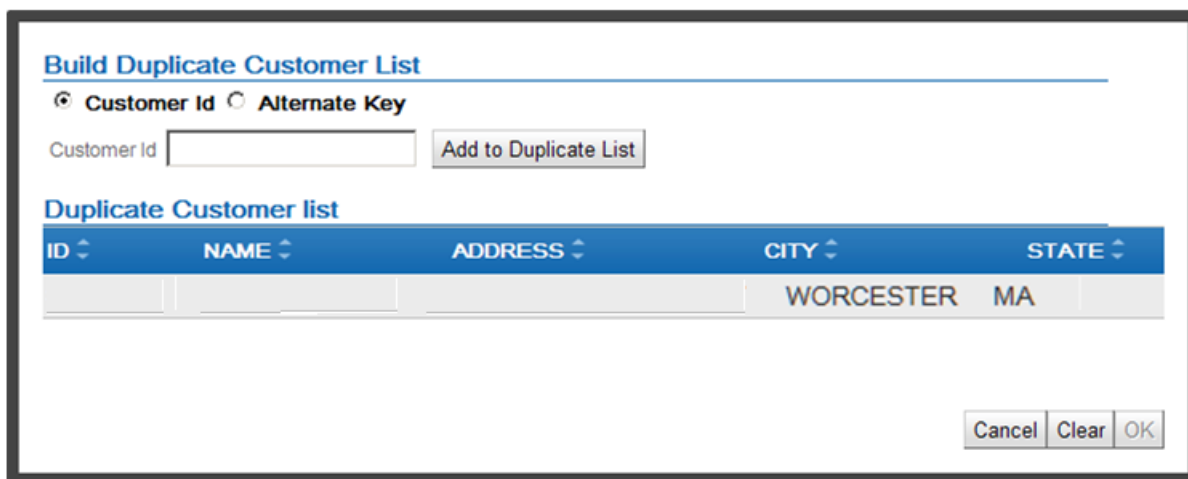 Build Duplicate Customer List
Customer Id Alternate Key
Customer Id Add to Duplicate List
Duplicate Customer list
ID NAME ADDRESS CITY STATE
WORCESTER MA
Cancel Clear OK